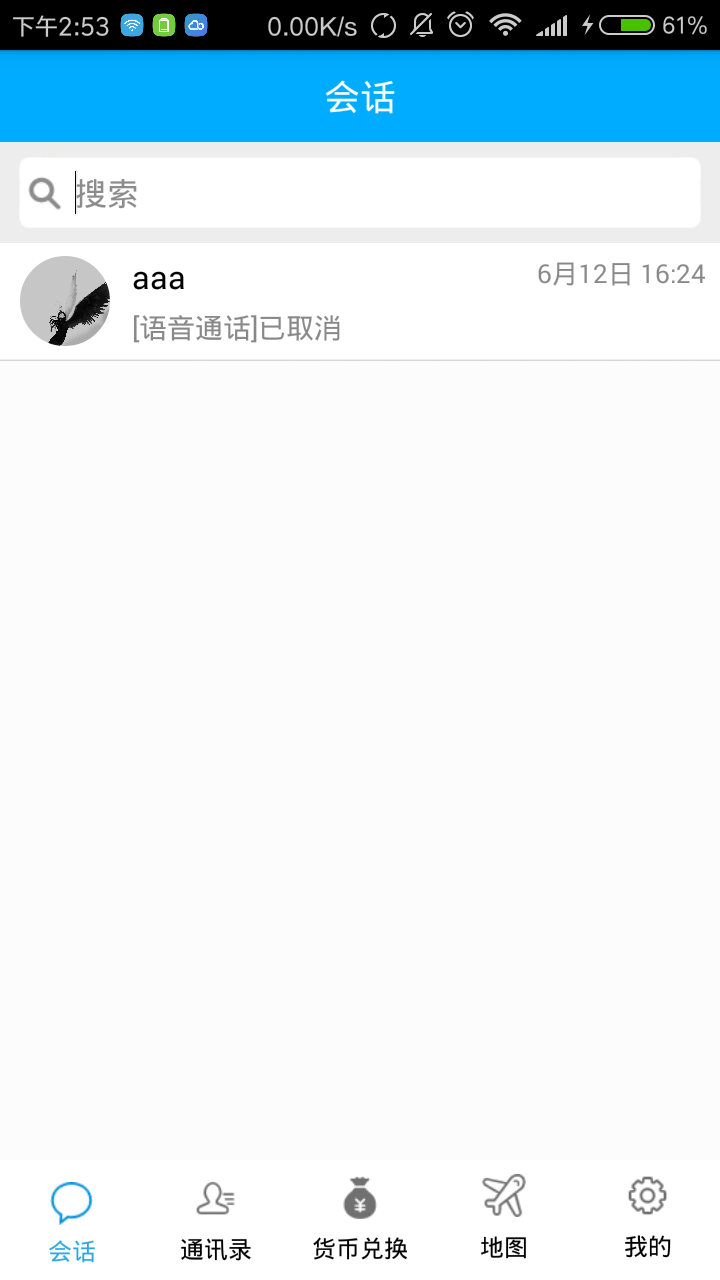 下午2:53 0.00K/s 61%
会话
搜索
aaa 6月12日 16:24
[语音通话]已取消
会话 通讯录 货币兑换 地图 我的